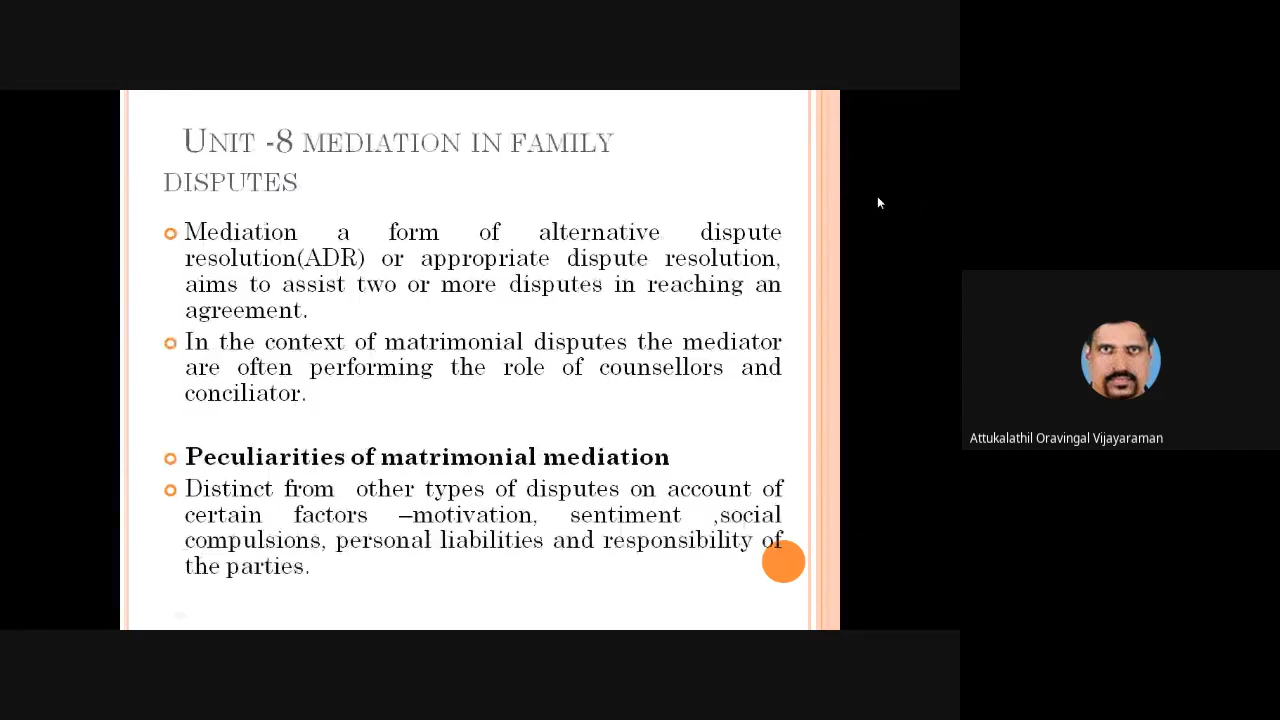 UNIT -8 MEDIATION IN FAMILY
DISPUTES
Mediation a form of alternative dispute
resolution(ADR) or appropriate dispute resolution,
aims to assist two or more disputes in reaching an
agreement.
In the context of matrimonial disputes the mediator
are often performing the role of counsellors and
conciliator.
Peculiarities of matrimonial mediation
Distinct from other types of disputes on account of
certain factors –motivation, sentiment ,social
compulsions, personal liabilities and responsibility of
the parties.
Attukalathil Oravingal Vijayaraman